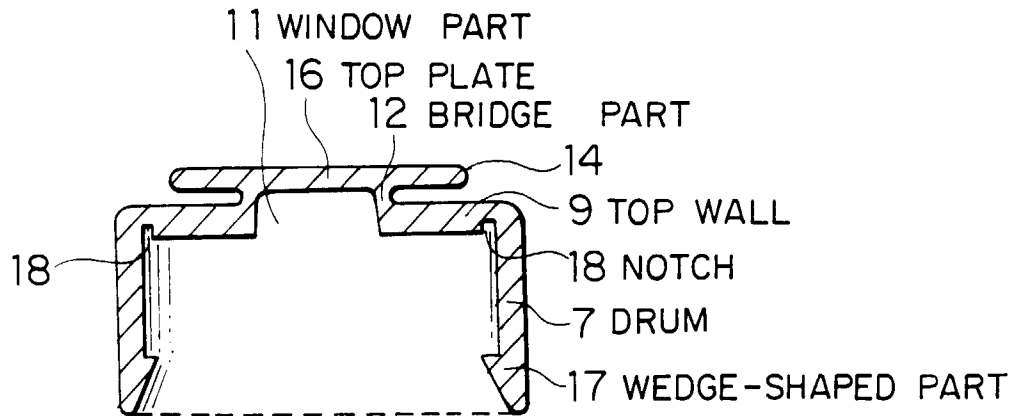 11 WINDOW PART
16 TOP PLATE
12 BRIDGE PART
14
9 TOP WALL
18
18 NOTCH
7 DRUM
17 WEDGE-SHAPED PART